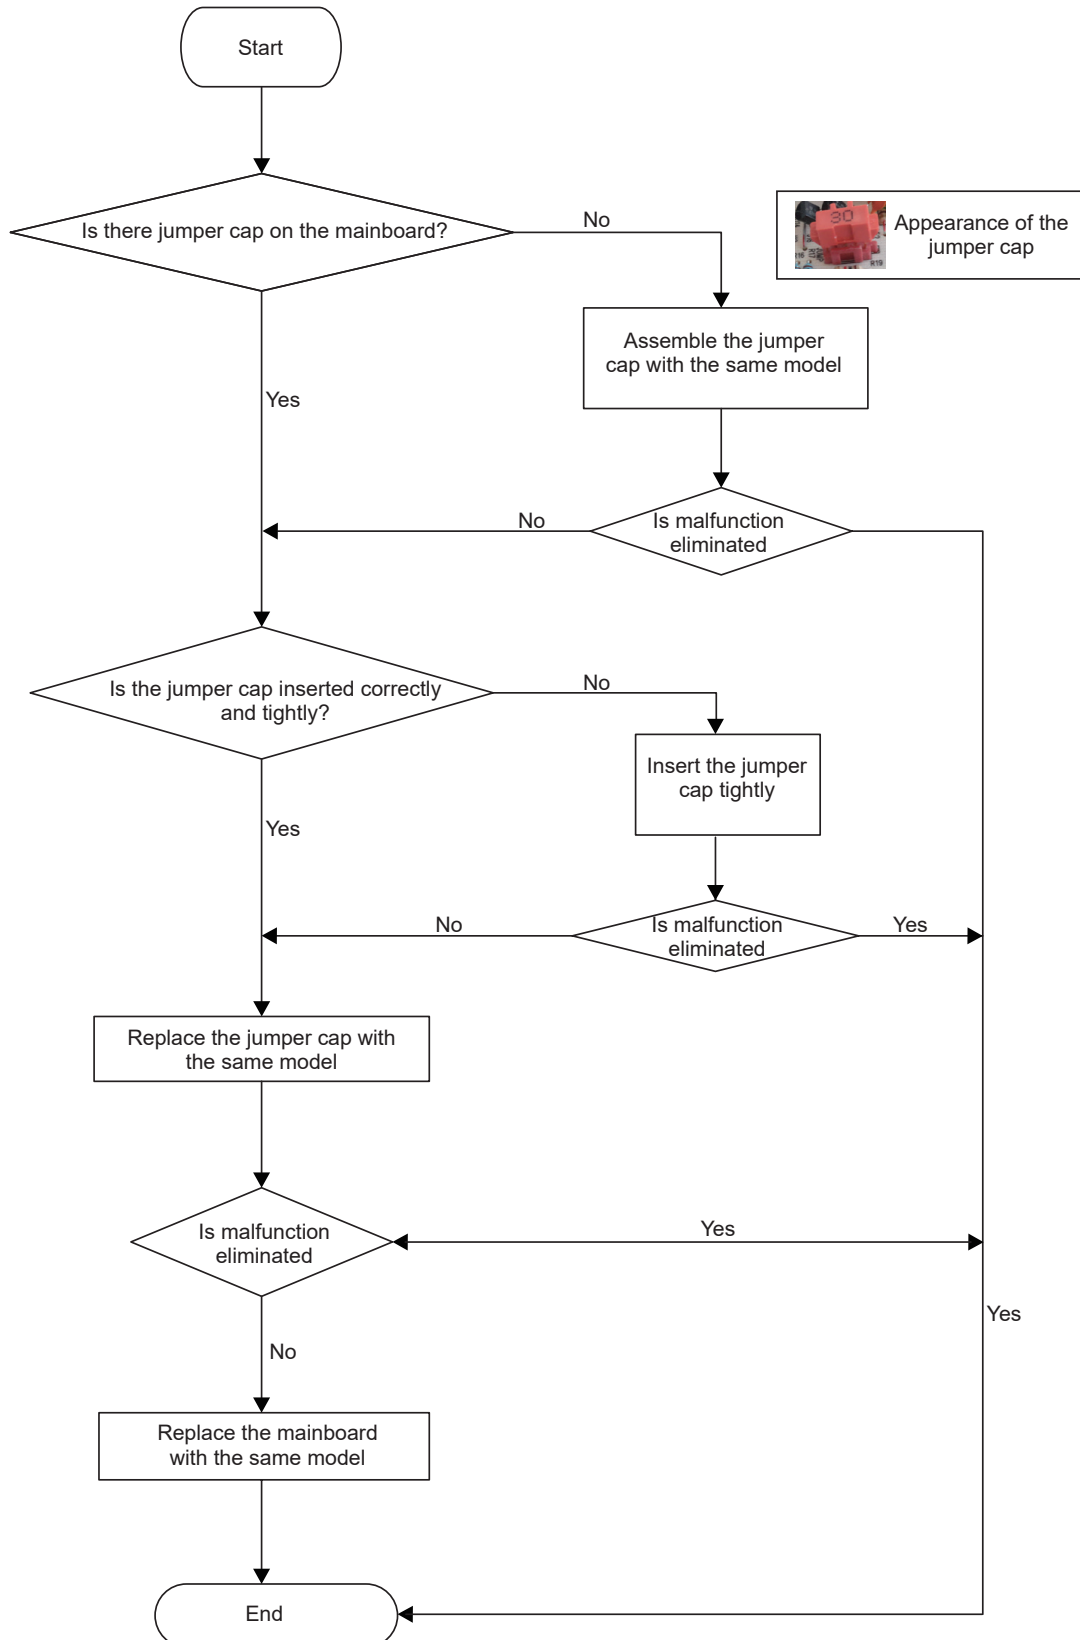 Start
Is there jumper cap on the mainboard?
No
30
R19
Appearance of the
jumper cap
Assemble the jumper
cap with the same model
Yes
No
Is malfunction
eliminated
Is the jumper cap inserted correctly
and tightly?
No
Insert the jumper
cap tightly
Yes
No
Is malfunction
eliminated
Yes
Replace the jumper cap with
the same model
Is malfunction
eliminated
Yes
Yes
No
Replace the mainboard
with the same model
End